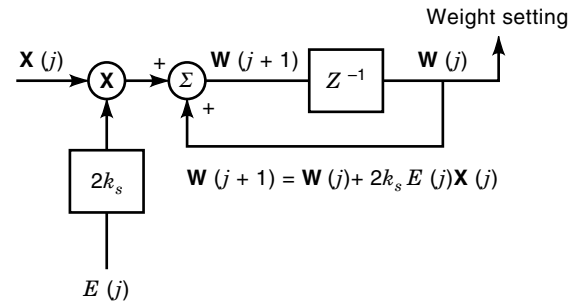 Weight setting
X (j)
X
+
Σ
+
W (j + 1)
Z⁻¹
W (j)
2kₛ
W (j + 1) = W (j)+ 2kₛ E (j)X (j)
E (j)